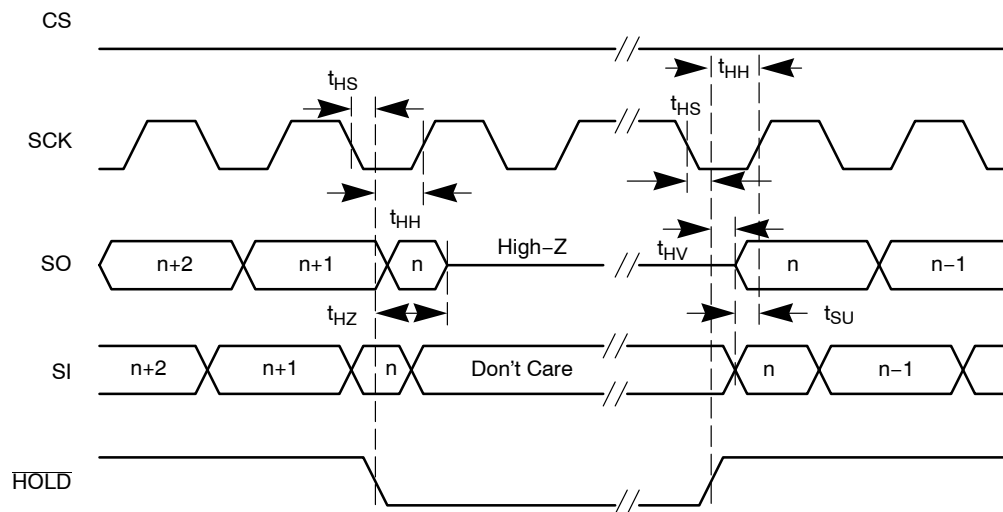 CS
tHH
tHS
tHS
SCK
tHH
SO
n+2
n+1
n
High−Z
tHV
n
n−1
tHZ
tSU
SI
n+2
n+1
n
Don't Care
n
n−1
HOLD